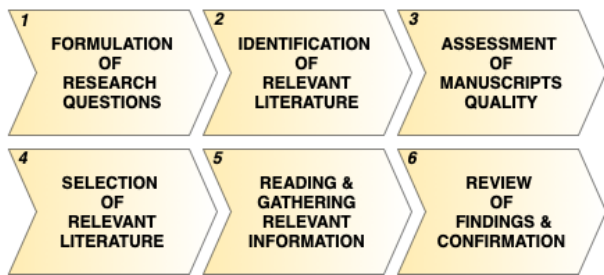 1
FORMULATION
OF
RESEARCH
QUESTIONS
2
IDENTIFICATION
OF
RELEVANT
LITERATURE
3
ASSESSMENT
OF
MANUSCRIPTS
QUALITY
4
SELECTION
OF
RELEVANT
LITERATURE
5
READING &
GATHERING
RELEVANT
INFORMATION
6
REVIEW
OF
FINDINGS &
CONFIRMATION